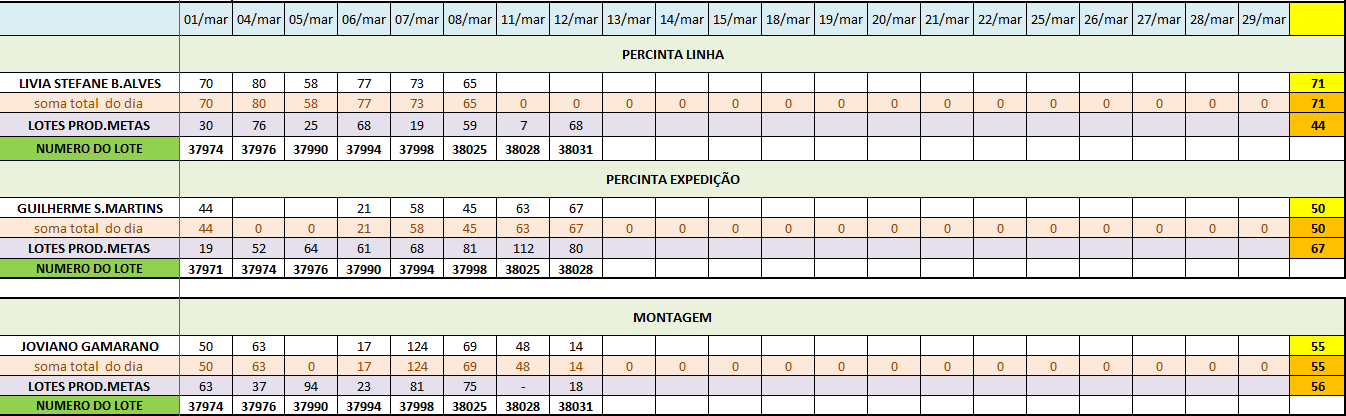 01/mar 04/mar 05/mar 06/mar 07/mar 08/mar 11/mar 12/mar 13/mar 14/mar 15/mar 18/mar 19/mar 20/mar 21/mar 22/mar 25/mar 26/mar 27/mar 28/mar 29/mar
PERCINTA LINHA
LIVIA STEFANE B.ALVES 70 80 58 77 73 65 71
soma total do dia 70 80 58 77 73 65 0 0 0 0 0 0 0 0 0 0 0 0 0 0 0 71
LOTES PROD.METAS 30 76 25 68 19 59 7 68 44
NUMERO DO LOTE 37974 37976 37990 37994 37998 38025 38028 38031
PERCINTA EXPEDIÇÃO
GUILHERME S.MARTINS 44 21 58 45 63 67 50
soma total do dia 44 0 0 21 58 45 63 67 0 0 0 0 0 0 0 0 0 0 0 0 0 50
LOTES PROD.METAS 19 52 64 61 68 81 112 80 67
NUMERO DO LOTE 37971 37974 37976 37990 37994 37998 38025 38028
MONTAGEM
JOVIANO GAMARANO 50 63 17 124 69 48 14 55
soma total do dia 50 63 0 17 124 69 48 14 0 0 0 0 0 0 0 0 0 0 0 0 0 55
LOTES PROD.METAS 63 37 94 23 81 75 - 18 56
NUMERO DO LOTE 37974 37976 37990 37994 37998 38025 38028 38031